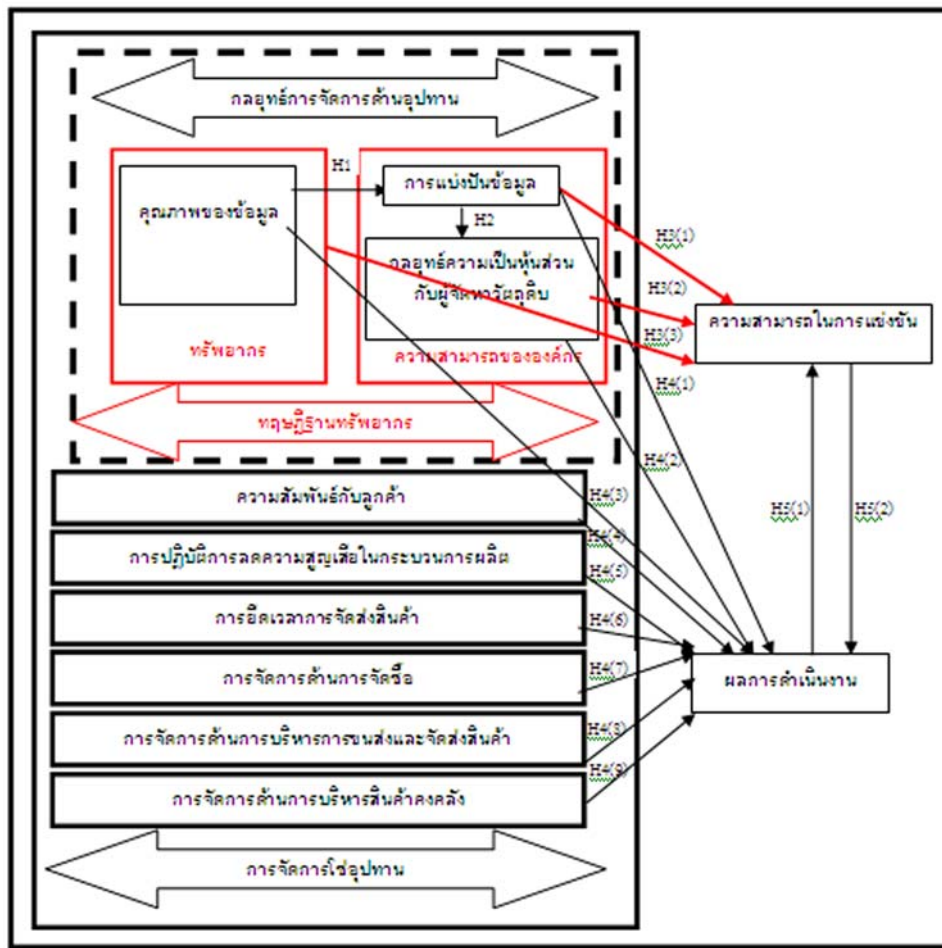 กลอุทธ์การจัดการด้านอุปทาน
H1
การแบ่งปันข้อมูล
คุณภาพของข้อมูล
H2
H3(1)
กลอุทธ์ความเป็นหุ้นส่วน
กับผู้จัดหาวัตถุดิบ
H3(2)
ความสามารถในการแข่งขัน
H3(3)
ทรัพยากร
ความสามารถขององค์กร
H4(1)
ทฤษฎีฐานทรัพยากร
H4(2)
ความสัมพันธ์กับลูกค้า
H4(3)
H5(1)
H5(2)
H4(4)
การปฏิบัติการลดความสูญเสียในกระบวนการผลิต
H4(5)
การยืดเวลาการจัดส่งสินค้า
H4(6)
การจัดการด้านการจัดซื้อ
H4(7)
ผลการดำเนินงาน
การจัดการด้านการบริหารการขนส่งและจัดส่งสินค้า
H4(8)
H4(9)
การจัดการด้านการบริหารสินค้าคงคลัง
การจัดการโซ่อุปทาน